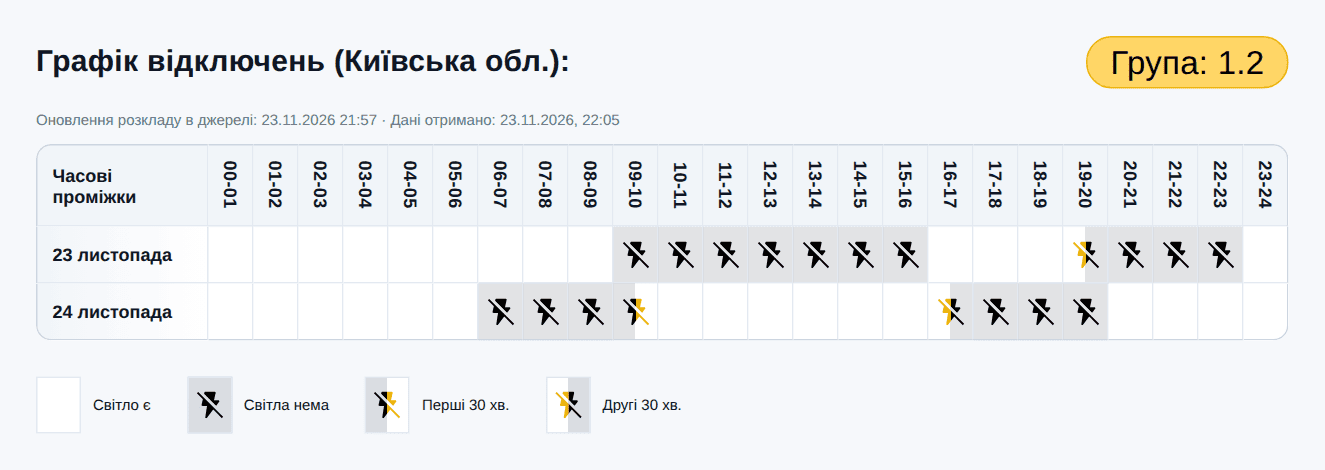 Графік відключень (Київська обл.):
Група: 1.2
Оновлення розкладу в джерелі: 23.11.2026 21:57 · Дані отримано: 23.11.2026, 22:05
Часові
проміжки
00-01
01-02
02-03
03-04
04-05
05-06
06-07
07-08
08-09
09-10
10-11
11-12
12-13
13-14
14-15
15-16
16-17
17-18
18-19
19-20
20-21
21-22
22-23
23-24
23 листопада
24 листопада
Світло є
Світла нема
Перші 30 хв.
Другі 30 хв.